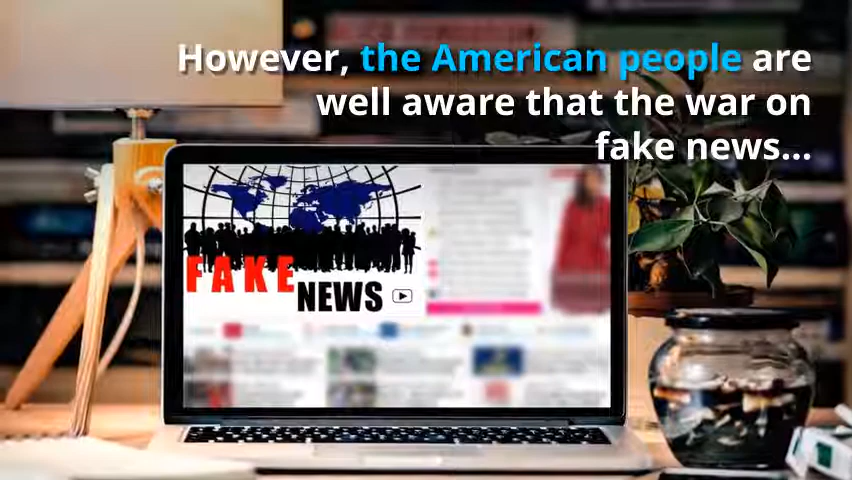 However, the American people are
well aware that the war on
fake news...
FAKE
NEWS